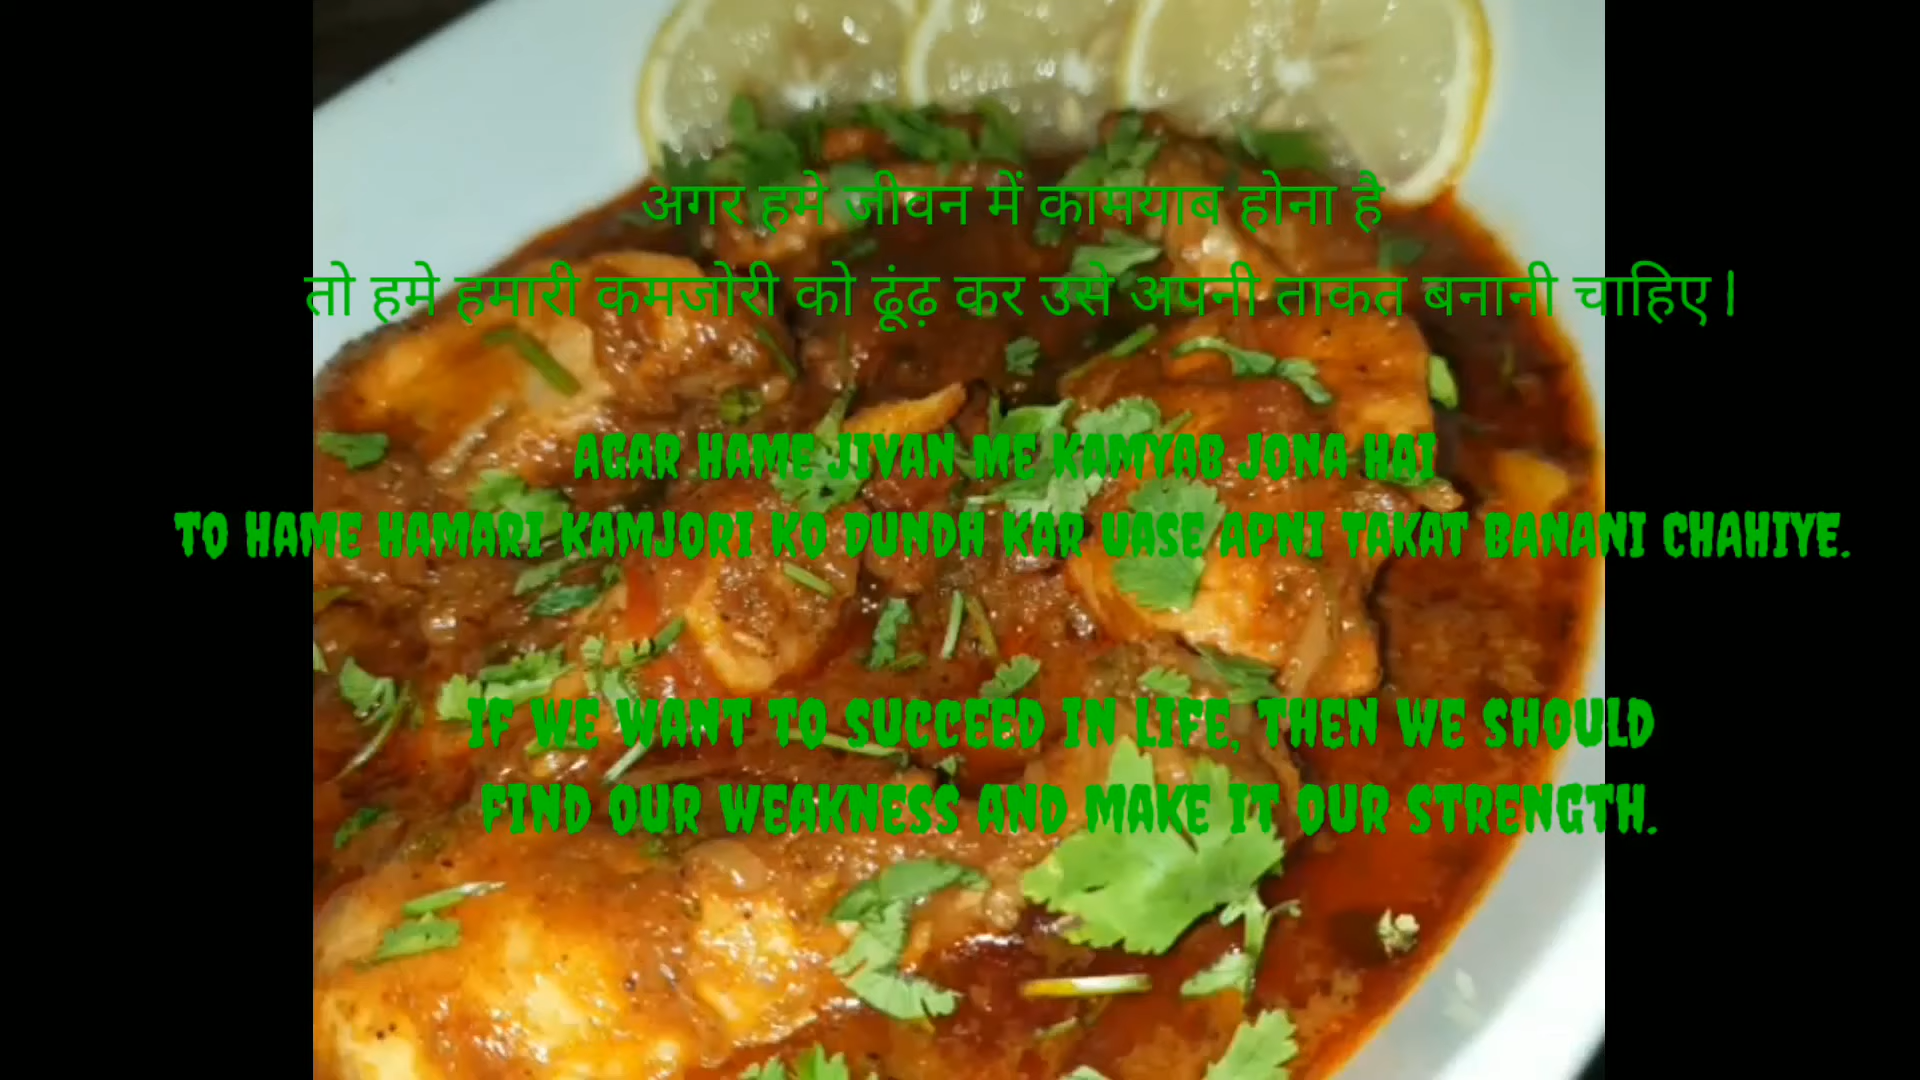 अगर हमे जीवन में कामयाब होना है
तो हमे हमारी कमजोरी को ढूंढ़ कर उसे अपनी ताकत बनानी चाहिए।
AGAR HAME JIVAN ME KAMYAB JONA HAI
TO HAME HAMARI KAMJORI KO DUNDH KAR UASE APNI TAKAT BANANI CHAHIYE.
IF WE WANT TO SUCCEED IN LIFE, THEN WE SHOULD
FIND OUR WEAKNESS AND MAKE IT OUR STRENGTH.